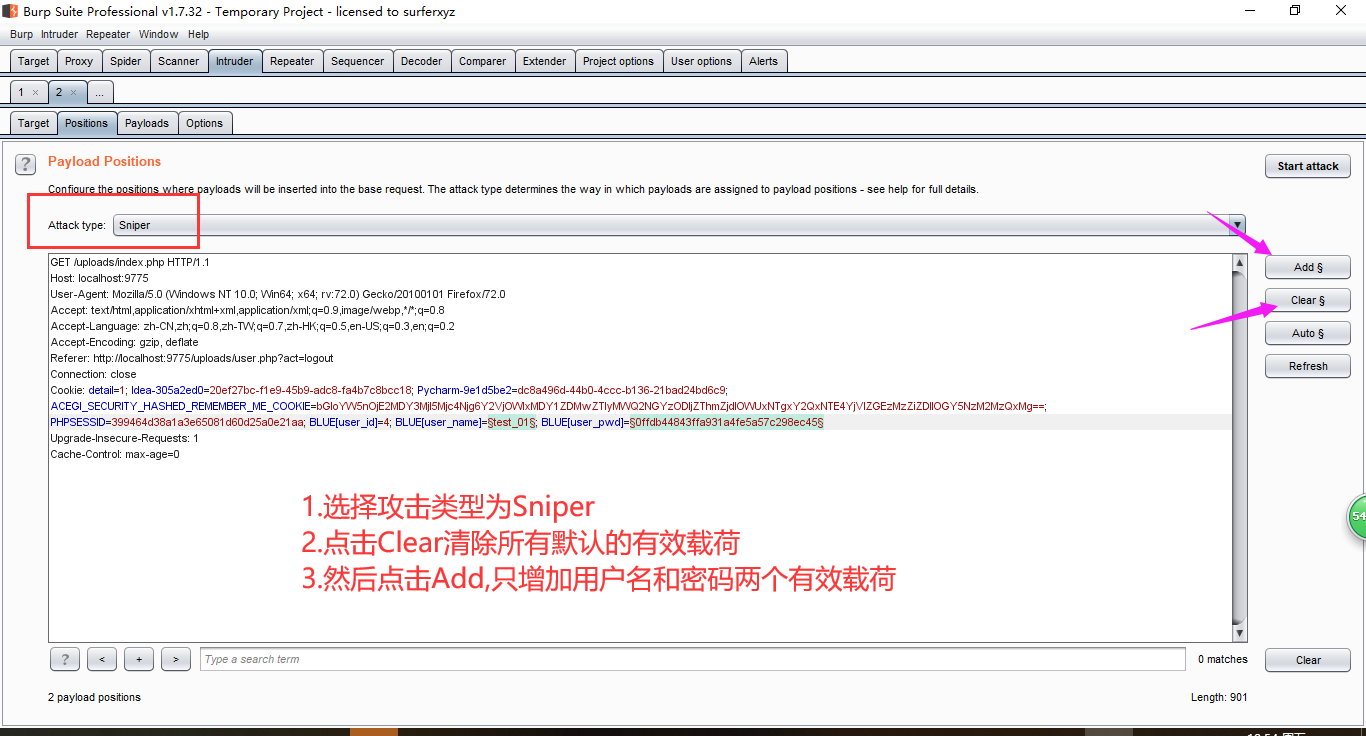 Burp Suite Professional v1.7.32 - Temporary Project - licensed to surferxyz
Burp Intruder Repeater Window Help
Target Proxy Spider Scanner Intruder Repeater Sequencer Decoder Comparer Extender Project options User options Alerts
1 × 2 × ...
Target Positions Payloads Options
? Payload Positions
Start attack
Configure the positions where payloads will be inserted into the base request. The attack type determines the way in which payloads are assigned to payload positions - see help for full details.
Attack type: Sniper
GET /uploads/index.php HTTP/1.1
Host: localhost:9775
User-Agent: Mozilla/5.0 (Windows NT 10.0; Win64; x64; rv:72.0) Gecko/20100101 Firefox/72.0
Accept: text/html,application/xhtml+xml,application/xml;q=0.9,image/webp,*/*;q=0.8
Accept-Language: zh-CN,zh;q=0.8,zh-TW;q=0.7,zh-HK;q=0.5,en-US;q=0.3,en;q=0.2
Accept-Encoding: gzip, deflate
Referer: http://localhost:9775/uploads/user.php?act=logout
Connection: close
Cookie: detail=1; Idea-305a2ed0=20ef27bc-f1e9-45b9-adc8-fa4b7c8bcc18; Pycharm-9e1d5be2=dc8a496d-44b0-4ccc-b136-21bad24bd6c9;
ACEGI_SECURITY_HASHED_REMEMBER_ME_COOKIE=
PHPSESSID=399464d38a1a3e65081d60d25a0e21aa; BLUE[user_id]=4; BLUE[user_name]=§test_01§; BLUE[user_pwd]=§0ffdb44843ffa931a4fe5a57c298ec45§
Upgrade-Insecure-Requests: 1
Cache-Control: max-age=0
Add §
Clear §
Auto §
Refresh
1.选择攻击类型为Sniper
2.点击Clear清除所有默认的有效载荷
3.然后点击Add,只增加用户名和密码两个有效载荷
54
? < + > Type a search term 0 matches Clear
2 payload positions Length: 901